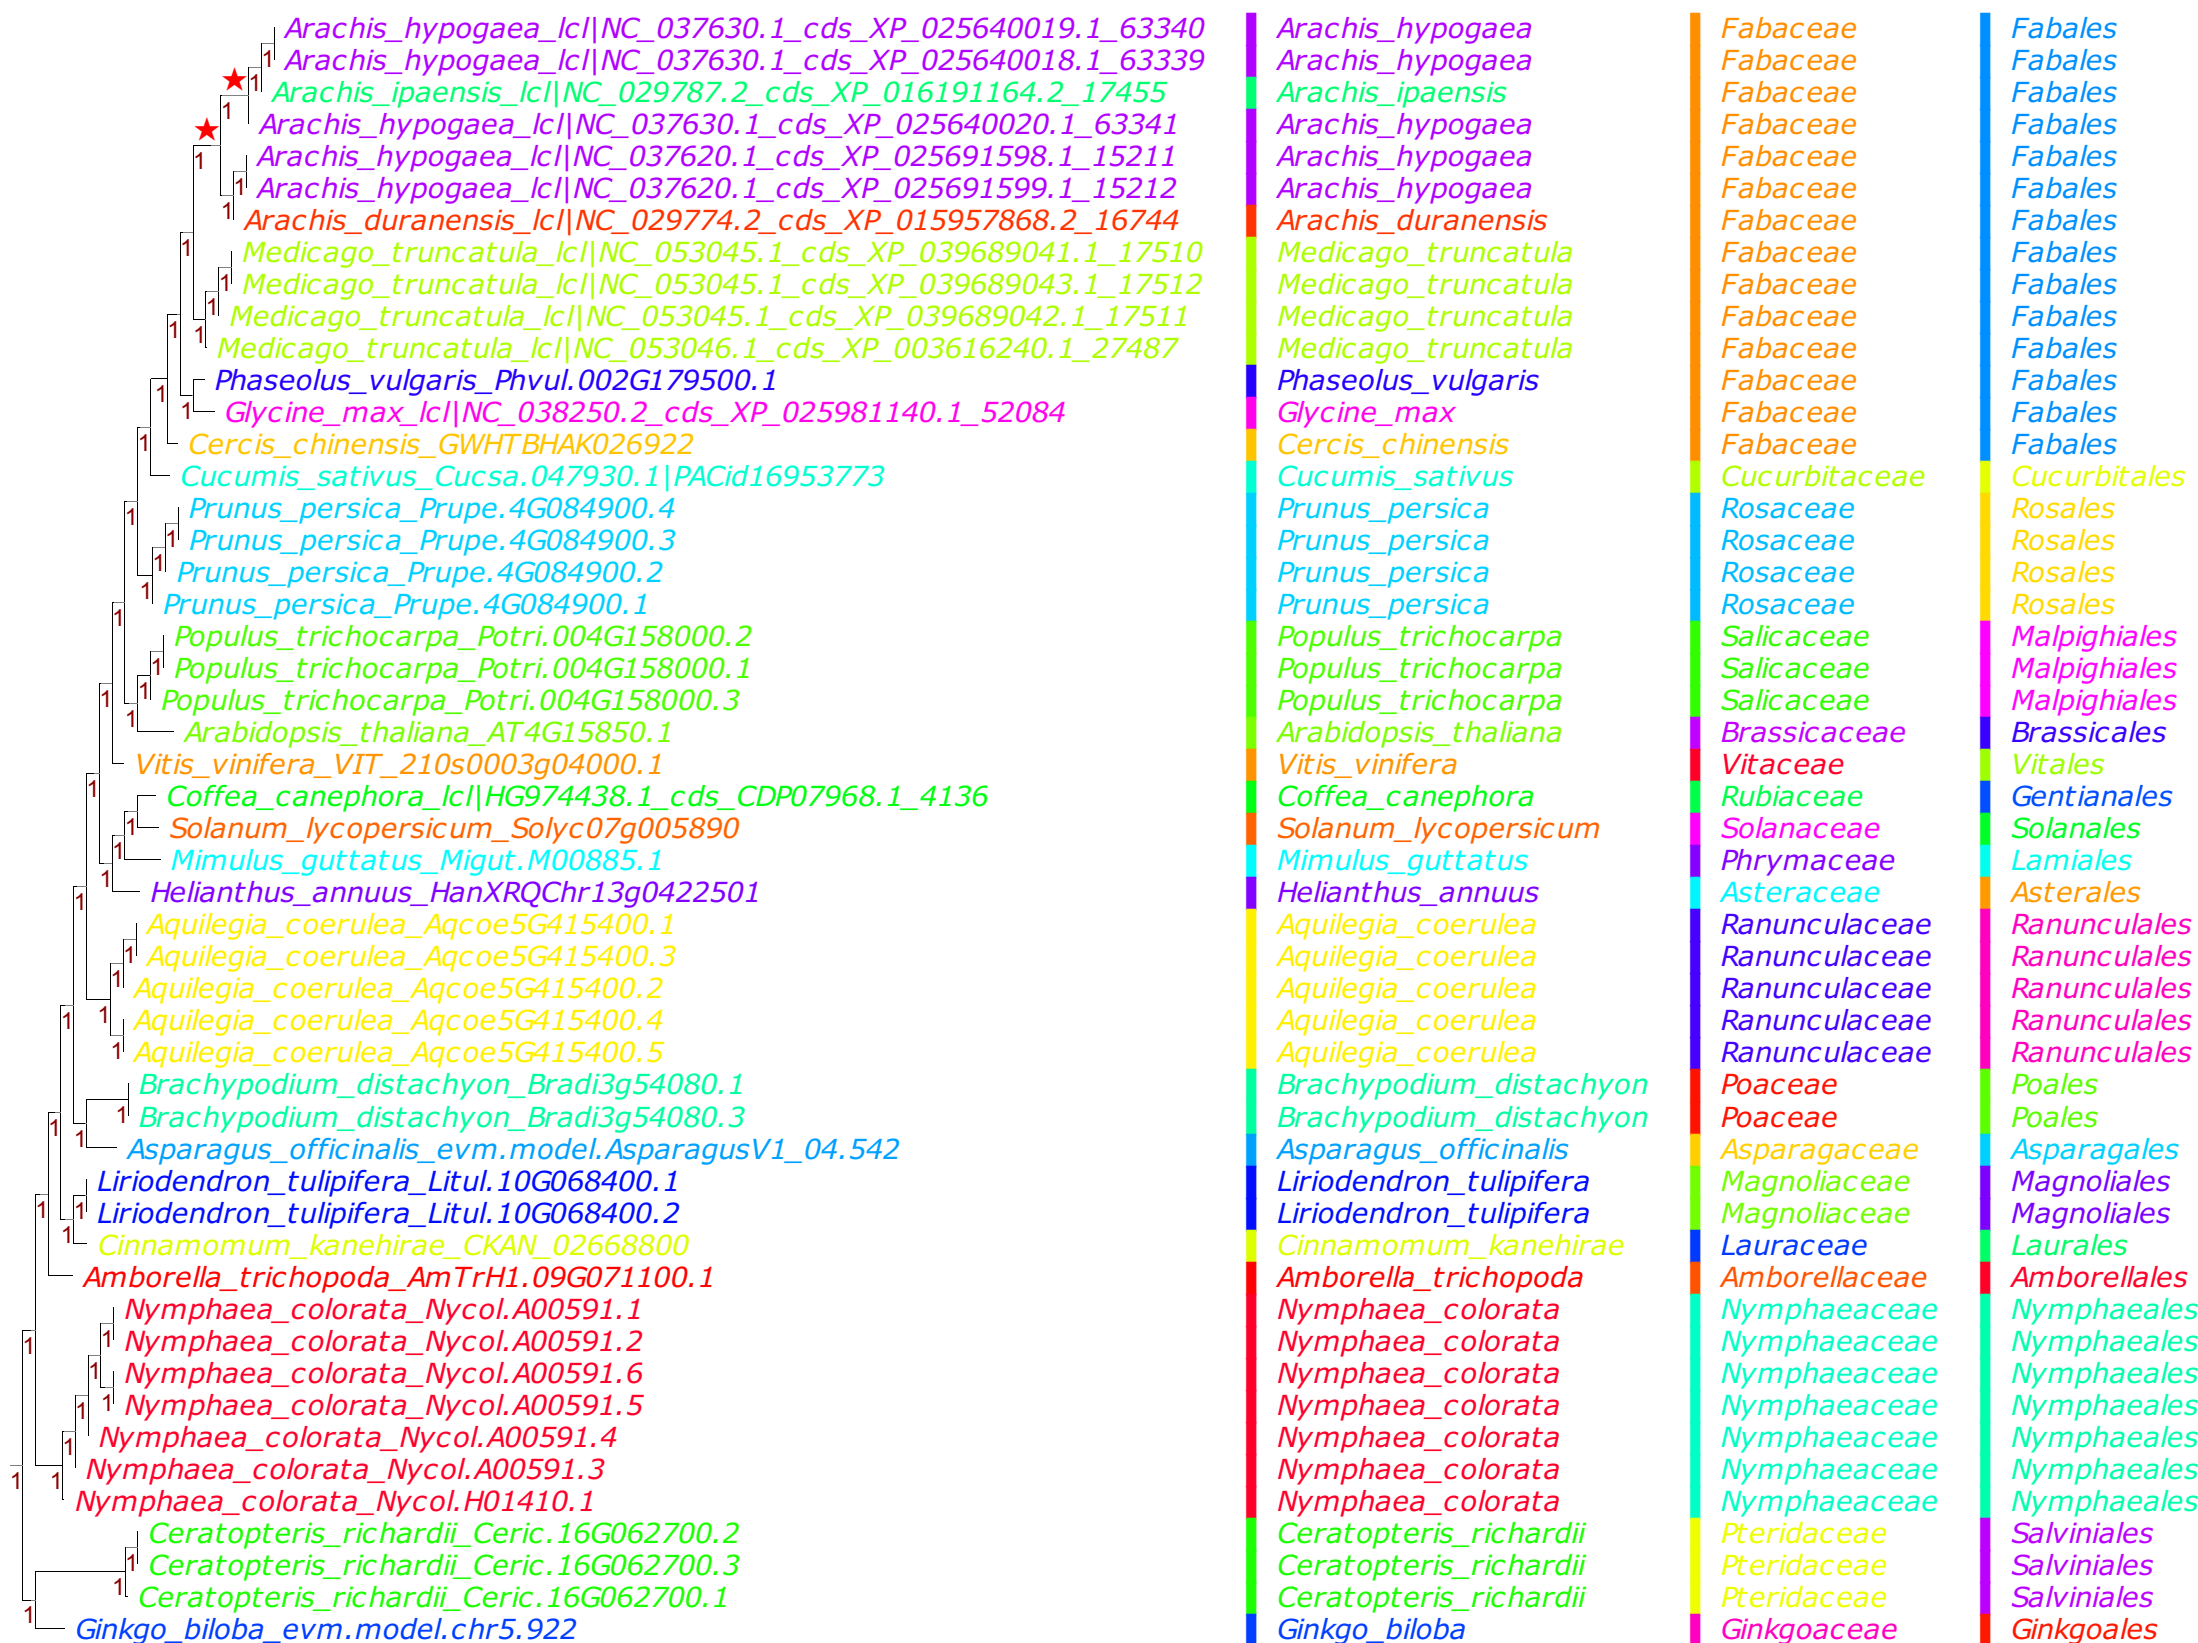 Arachis_hypogaea_lcl|NC_037630.1_cds_XP_025640019.1_63340 Arachis_hypogaea Fabaceae Fabales
Arachis_hypogaea_lcl|NC_037630.1_cds_XP_025640018.1_63339 Arachis_hypogaea Fabaceae Fabales
Arachis_ipaensis_lcl|NC_029787.2_cds_XP_016191164.2_17455 Arachis_ipaensis Fabaceae Fabales
Arachis_hypogaea_lcl|NC_037630.1_cds_XP_025640020.1_63341 Arachis_hypogaea Fabaceae Fabales
Arachis_hypogaea_lcl|NC_037620.1_cds_XP_025691598.1_15211 Arachis_hypogaea Fabaceae Fabales
Arachis_hypogaea_lcl|NC_037620.1_cds_XP_025691599.1_15212 Arachis_hypogaea Fabaceae Fabales
Arachis_duranensis_lcl|NC_029774.2_cds_XP_015957868.2_16744 Arachis_duranensis Fabaceae Fabales
Medicago_truncatula_lcl|NC_053045.1_cds_XP_039689041.1_17510 Medicago_truncatula Fabaceae Fabales
Medicago_truncatula_lcl|NC_053045.1_cds_XP_039689043.1_17512 Medicago_truncatula Fabaceae Fabales
Medicago_truncatula_lcl|NC_053045.1_cds_XP_039689042.1_17511 Medicago_truncatula Fabaceae Fabales
Medicago_truncatula_lcl|NC_053046.1_cds_XP_003616240.1_27487 Medicago_truncatula Fabaceae Fabales
Phaseolus_vulgaris_Phvul.002G179500.1 Phaseolus_vulgaris Fabaceae Fabales
Glycine_max_lcl|NC_038250.2_cds_XP_025981140.1_52084 Glycine_max Fabaceae Fabales
Cercis_chinensis_GWHTBHAK026922 Cercis_chinensis Fabaceae Fabales
Cucumis_sativus_Cucsa.047930.1|PACid16953773 Cucumis_sativus Cucurbitaceae Cucurbitales
Prunus_persica_Prupe.4G084900.4 Prunus_persica Rosaceae Rosales
Prunus_persica_Prupe.4G084900.3 Prunus_persica Rosaceae Rosales
Prunus_persica_Prupe.4G084900.2 Prunus_persica Rosaceae Rosales
Prunus_persica_Prupe.4G084900.1 Prunus_persica Rosaceae Rosales
Populus_trichocarpa_Potri.004G158000.2 Populus_trichocarpa Salicaceae Malpighiales
Populus_trichocarpa_Potri.004G158000.1 Populus_trichocarpa Salicaceae Malpighiales
Populus_trichocarpa_Potri.004G158000.3 Populus_trichocarpa Salicaceae Malpighiales
Arabidopsis_thaliana_AT4G15850.1 Arabidopsis_thaliana Brassicaceae Brassicales
Vitis_vinifera_VIT_210s0003g04000.1 Vitis_vinifera Vitaceae Vitales
Coffea_canephora_lcl|HG974438.1_cds_CDP07968.1_4136 Coffea_canephora Rubiaceae Gentianales
Solanum_lycopersicum_Solyc07g005890 Solanum_lycopersicum Solanaceae Solanales
Mimulus_guttatus_Migut.M00885.1 Mimulus_guttatus Phrymaceae Lamiales
Helianthus_annuus_HanXRQChr13g0422501 Helianthus_annuus Asteraceae Asterales
Aquilegia_coerulea_Aqcoe5G415400.1 Aquilegia_coerulea Ranunculaceae Ranunculales
Aquilegia_coerulea_Aqcoe5G415400.3 Aquilegia_coerulea Ranunculaceae Ranunculales
Aquilegia_coerulea_Aqcoe5G415400.2 Aquilegia_coerulea Ranunculaceae Ranunculales
Aquilegia_coerulea_Aqcoe5G415400.4 Aquilegia_coerulea Ranunculaceae Ranunculales
Aquilegia_coerulea_Aqcoe5G415400.5 Aquilegia_coerulea Ranunculaceae Ranunculales
Brachypodium_distachyon_Bradi3g54080.1 Brachypodium_distachyon Poaceae Poales
Brachypodium_distachyon_Bradi3g54080.3 Brachypodium_distachyon Poaceae Poales
Asparagus_officinalis_evm.model.AsparagusV1_04.542 Asparagus_officinalis Asparagaceae Asparagales
Liriodendron_tulipifera_Litul.10G068400.1 Liriodendron_tulipifera Magnoliaceae Magnoliales
Liriodendron_tulipifera_Litul.10G068400.2 Liriodendron_tulipifera Magnoliaceae Magnoliales
Cinnamomum_kanehirae_CKAN_02668800 Cinnamomum_kanehirae Lauraceae Laurales
Amborella_trichopoda_AmTrH1.09G071100.1 Amborella_trichopoda Amborellaceae Amborellales
Nymphaea_colorata_Nycol.A00591.1 Nymphaea_colorata Nymphaeaceae Nymphaeales
Nymphaea_colorata_Nycol.A00591.2 Nymphaea_colorata Nymphaeaceae Nymphaeales
Nymphaea_colorata_Nycol.A00591.6 Nymphaea_colorata Nymphaeaceae Nymphaeales
Nymphaea_colorata_Nycol.A00591.5 Nymphaea_colorata Nymphaeaceae Nymphaeales
Nymphaea_colorata_Nycol.A00591.4 Nymphaea_colorata Nymphaeaceae Nymphaeales
Nymphaea_colorata_Nycol.A00591.3 Nymphaea_colorata Nymphaeaceae Nymphaeales
Nymphaea_colorata_Nycol.H01410.1 Nymphaea_colorata Nymphaeaceae Nymphaeales
Ceratopteris_richardii_Ceric.16G062700.2 Ceratopteris_richardii Pteridaceae Salviniales
Ceratopteris_richardii_Ceric.16G062700.3 Ceratopteris_richardii Pteridaceae Salviniales
Ceratopteris_richardii_Ceric.16G062700.1 Ceratopteris_richardii Pteridaceae Salviniales
Ginkgo_biloba_evm.model.chr5.922 Ginkgo_biloba Ginkgoaceae Ginkgoales